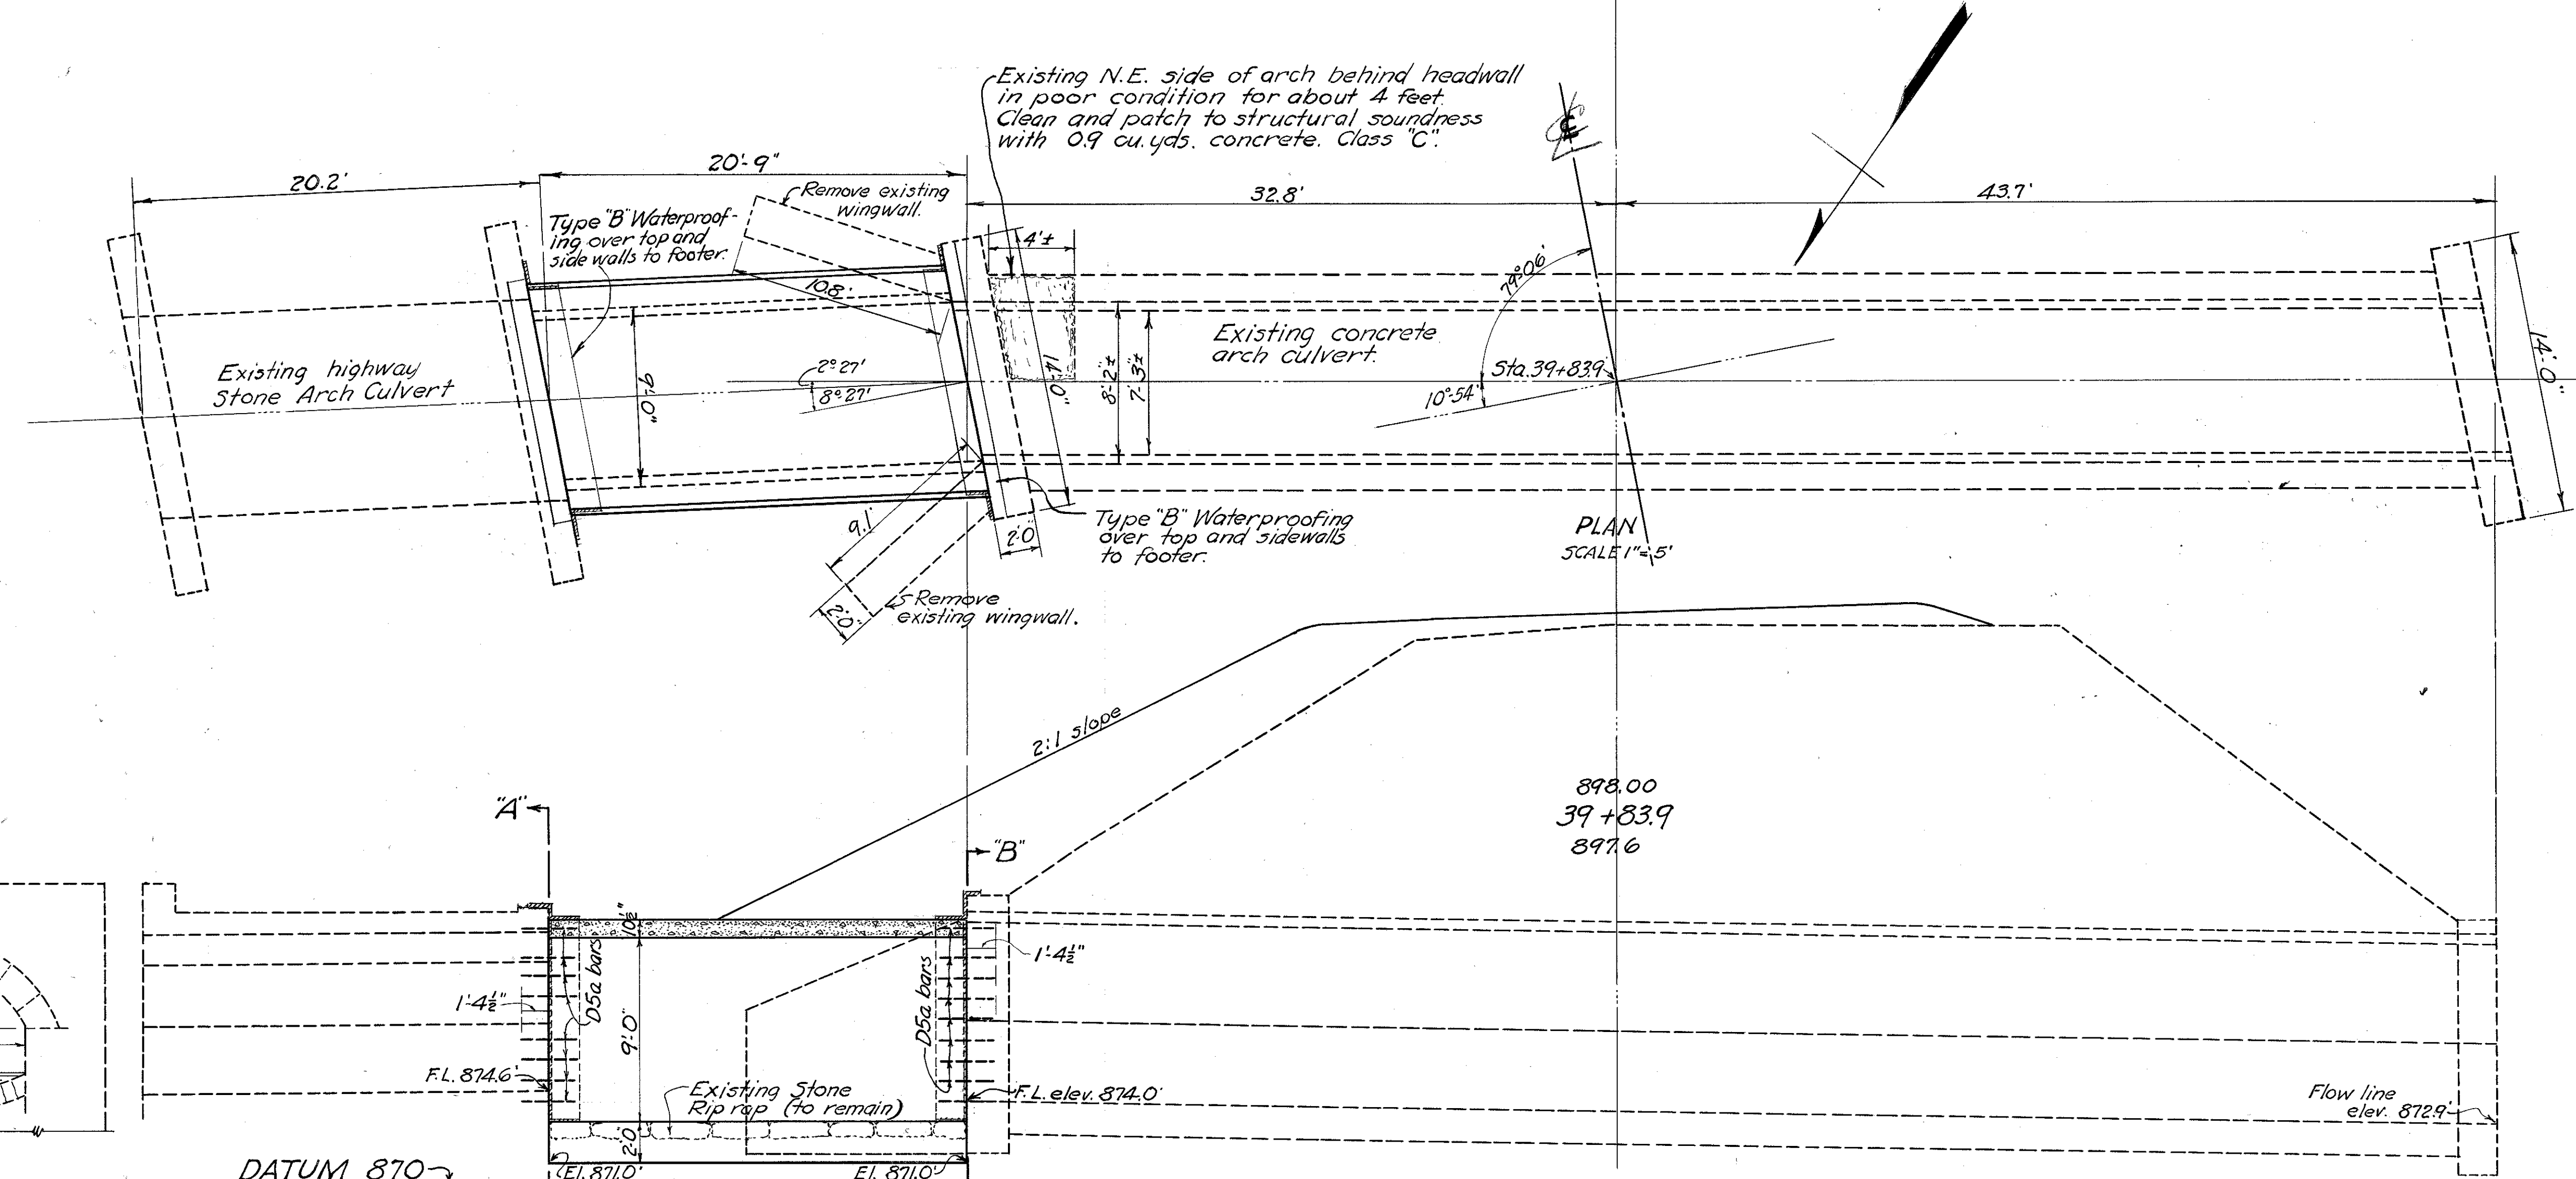 Existing N.E. side of arch behind headwall
in poor condition for about 4 feet.
Clean and patch to structural soundness
with 0.9 cu.yds. concrete. Class "C".
℄
20.2'
20'-9"
32.8'
43.7'
Remove existing
wingwall.
Type "B" Waterproof-
ing over top and
side walls to footer.
4'±
10.8'
79°06'
Existing concrete
arch culvert.
Existing highway
Stone Arch Culvert
9'-0"
2°27'
8°27'
14'-0"
8'-2"±
7'-3"±
Sta. 39+83.9
10°-54'
14'-0"
9.1'
2'0"
2'-0"
Type "B" Waterproofing
over top and sidewalls
to footer.
PLAN
SCALE 1"=5'
Remove
existing wingwall.
2:1 slope
898.00
39+83.9
897.6
"A"
"B"
10½"
D5a bars
D5a bars
1'-4½"
1'-4½"
9'-0"
F.L. 874.6'
Existing Stone
Rip rap (to remain)
F.L. elev. 874.0'
Flow line
elev. 872.9'
2'-0"
DATUM 870
El. 871.0'
El. 871.0'